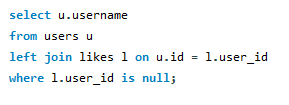 select u.username
from users u
left join likes l on u.id = l.user_id
where l.user_id is null;